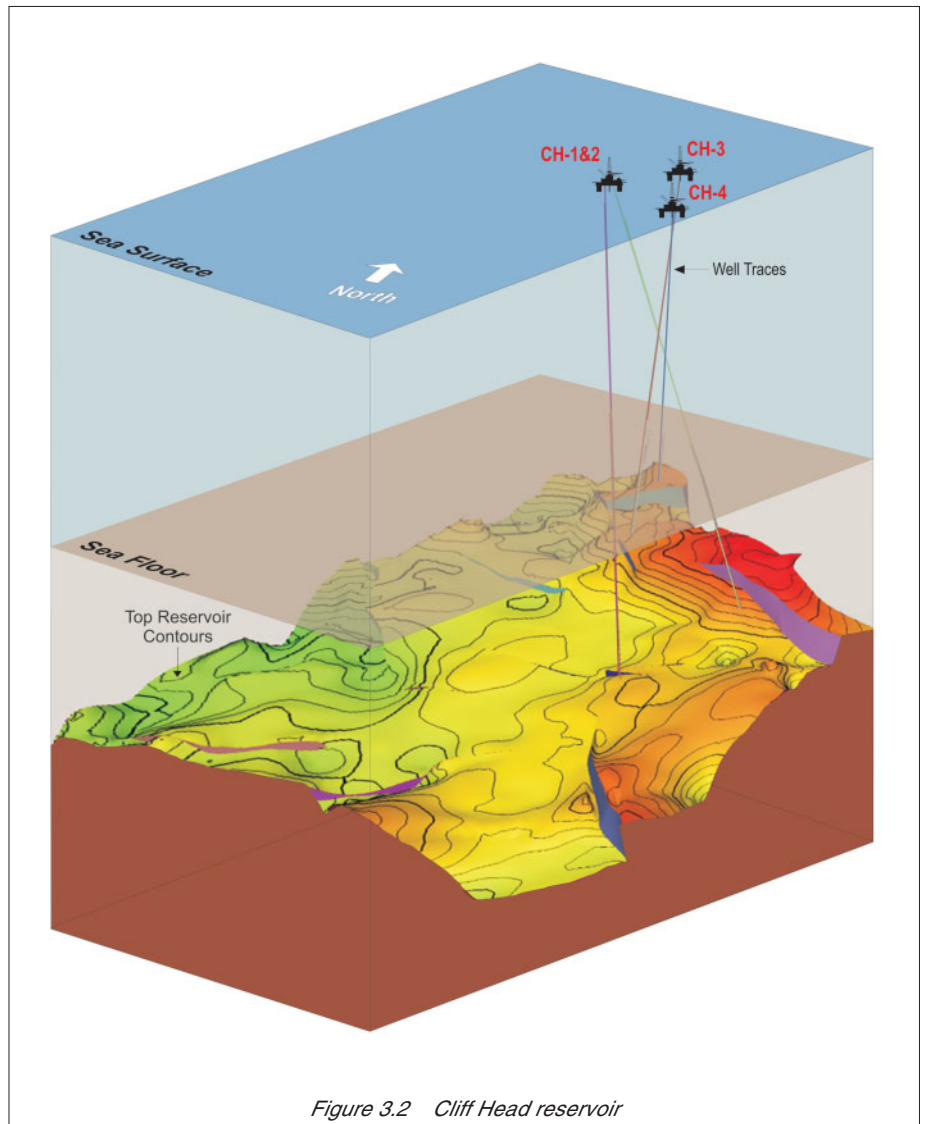 CH-1&2
CH-3
CH-4
Sea Surface
North
Well Traces
Sea Floor
Top Reservoir
Contours
Figure 3.2 Cliff Head reservoir